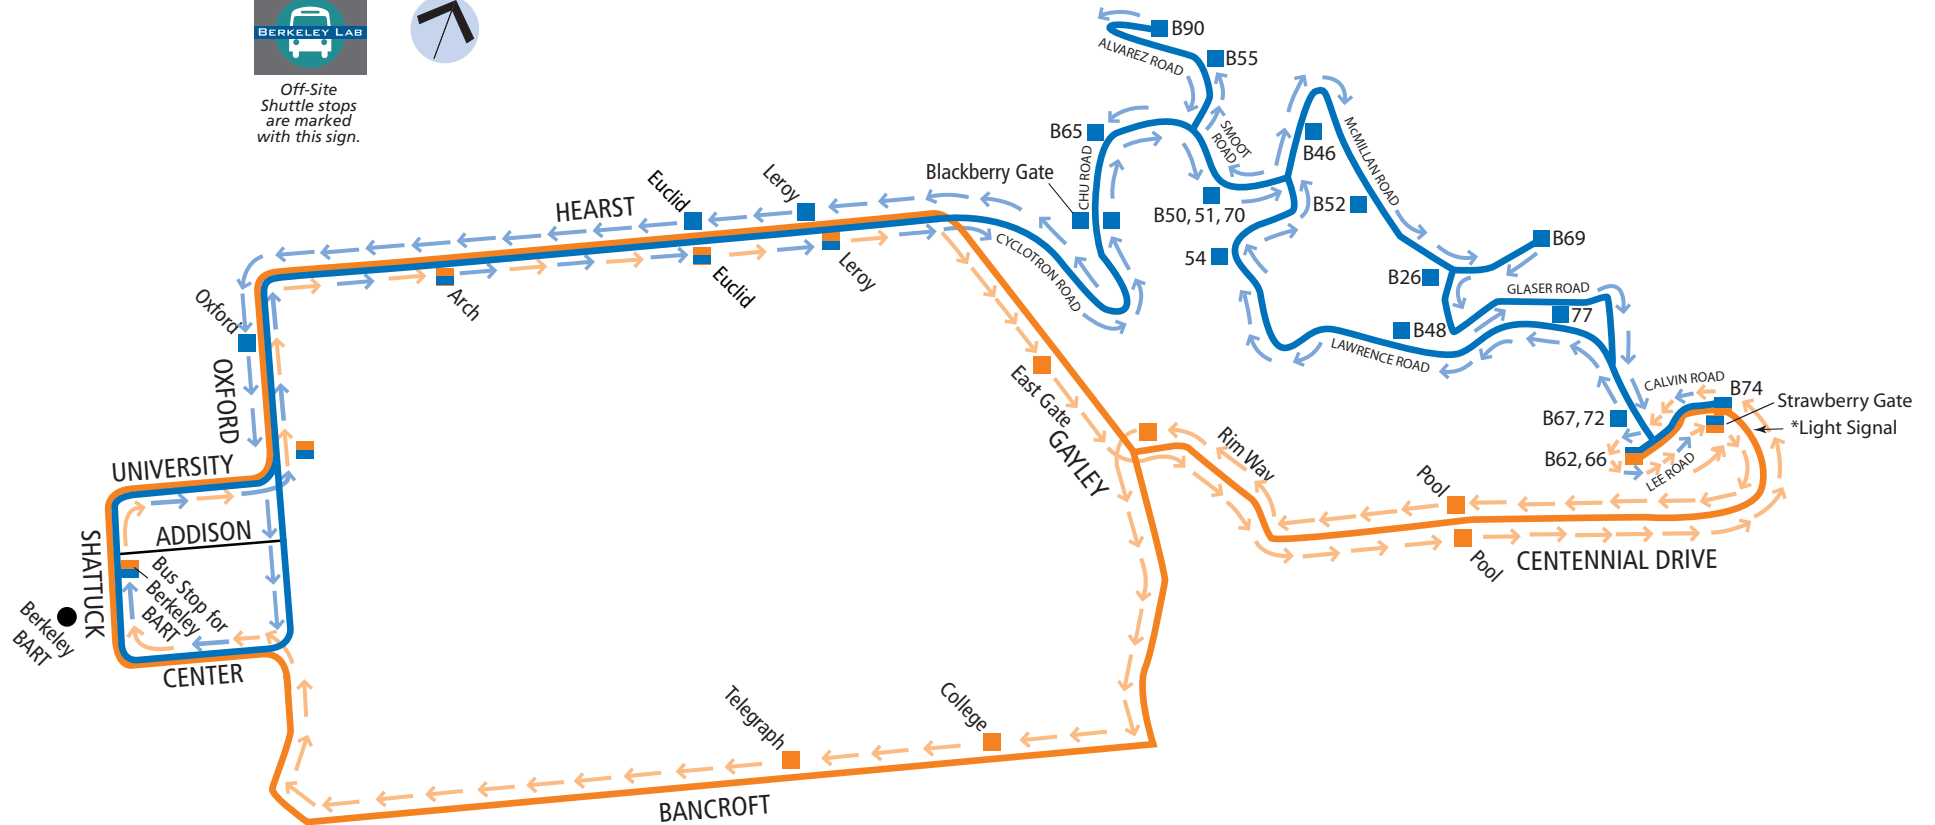 BERKELEY LAB
Off-Site
Shuttle stops
are marked
with this sign.
B90
ALVAREZ ROAD
B55
B65
SMOOT
ROAD
McMILLAN ROAD
B46
CHU ROAD
Blackberry Gate
B50, 51, 70
B52
54
B69
B26
GLASER ROAD
77
B48
LAWRENCE ROAD
CYCLOTRON ROAD
Euclid
Leroy
HEARST
Oxford
Arch
Euclid
Leroy
OXFORD
UNIVERSITY
ADDISON
SHATTUCK
Bus Stop for
Berkeley
BART
Berkeley
BART
CENTER
East Gate
GAYLEY
Rim Way
CALVIN ROAD
B74
Strawberry Gate
*Light Signal
B67, 72
B62, 66
LEE ROAD
Pool
Pool
CENTENNIAL DRIVE
Telegraph
College
BANCROFT